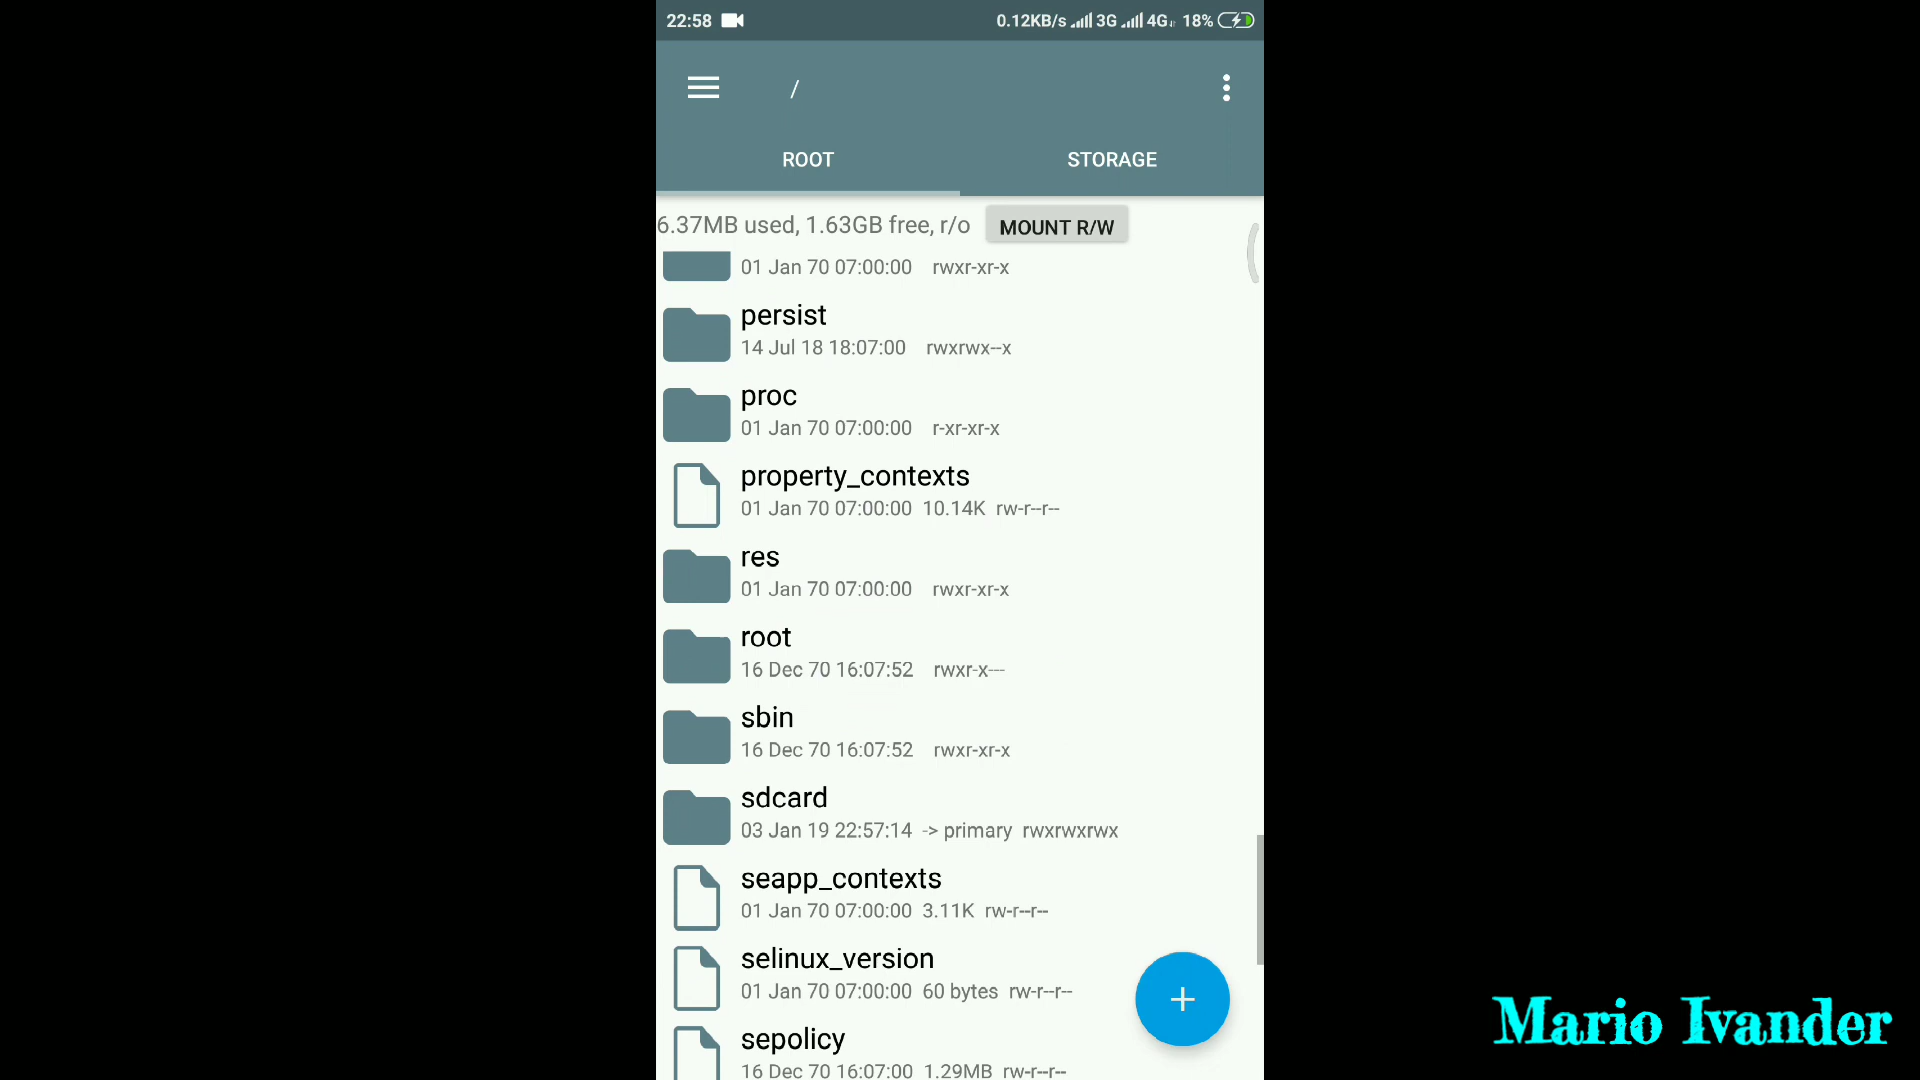 22:58 0.12KB/s 3G 4G 18%
/
ROOT STORAGE
6.37MB used, 1.63GB free, r/o MOUNT R/W
01 Jan 70 07:00:00 rwxr-xr-x
persist
14 Jul 18 18:07:00 rwxrwx--x
proc
01 Jan 70 07:00:00 r-xr-xr-x
property_contexts
01 Jan 70 07:00:00 10.14K rw-r--r--
res
01 Jan 70 07:00:00 rwxr-xr-x
root
16 Dec 70 16:07:52 rwxr-x---
sbin
16 Dec 70 16:07:52 rwxr-xr-x
sdcard
03 Jan 19 22:57:14 -> primary rwxrwxrwx
seapp_contexts
01 Jan 70 07:00:00 3.11K rw-r--r--
selinux_version
01 Jan 70 07:00:00 60 bytes rw-r--r--
sepolicy
16 Dec 70 16:07:00 1.29MB rw-r--r--
Mario Ivander